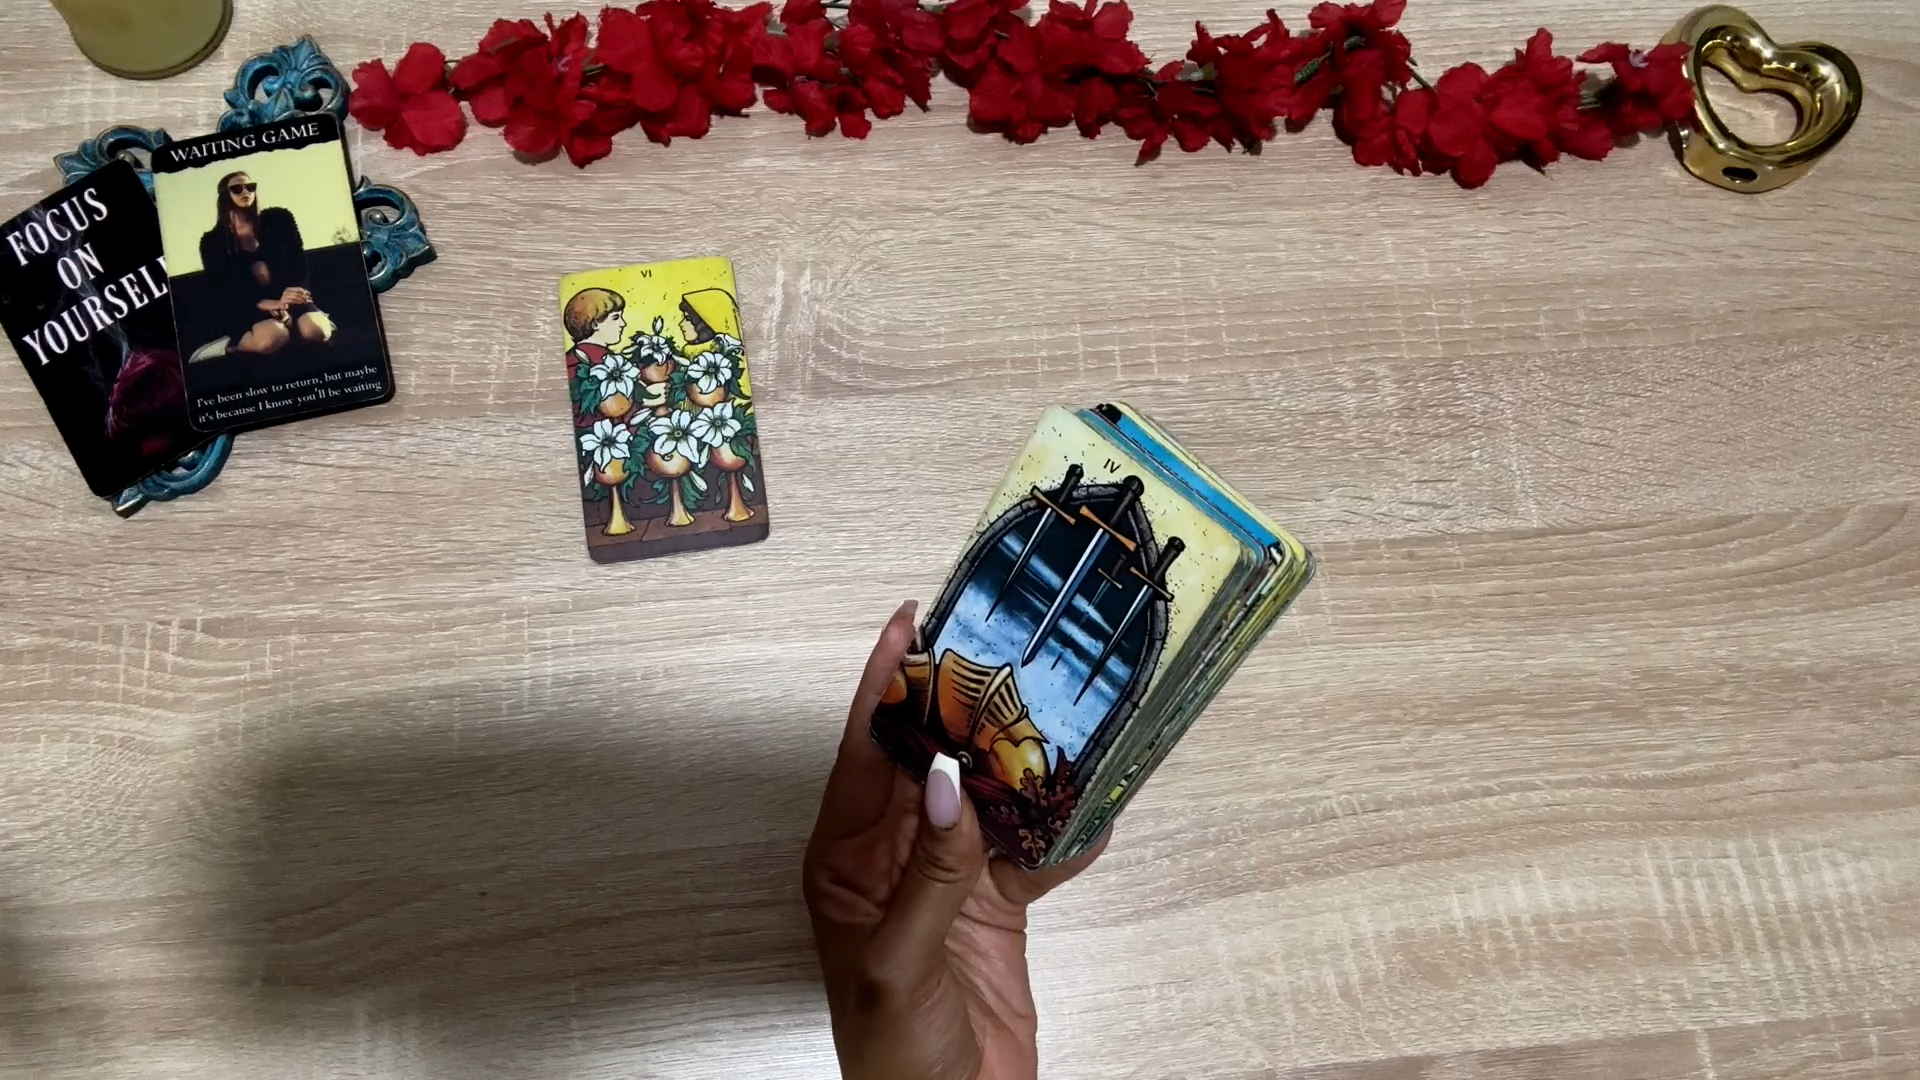 FOCUS
ON
YOURSELF
WAITING GAME
I've been slow to return, but maybe
it's because I know you'll be waiting
VI
IV